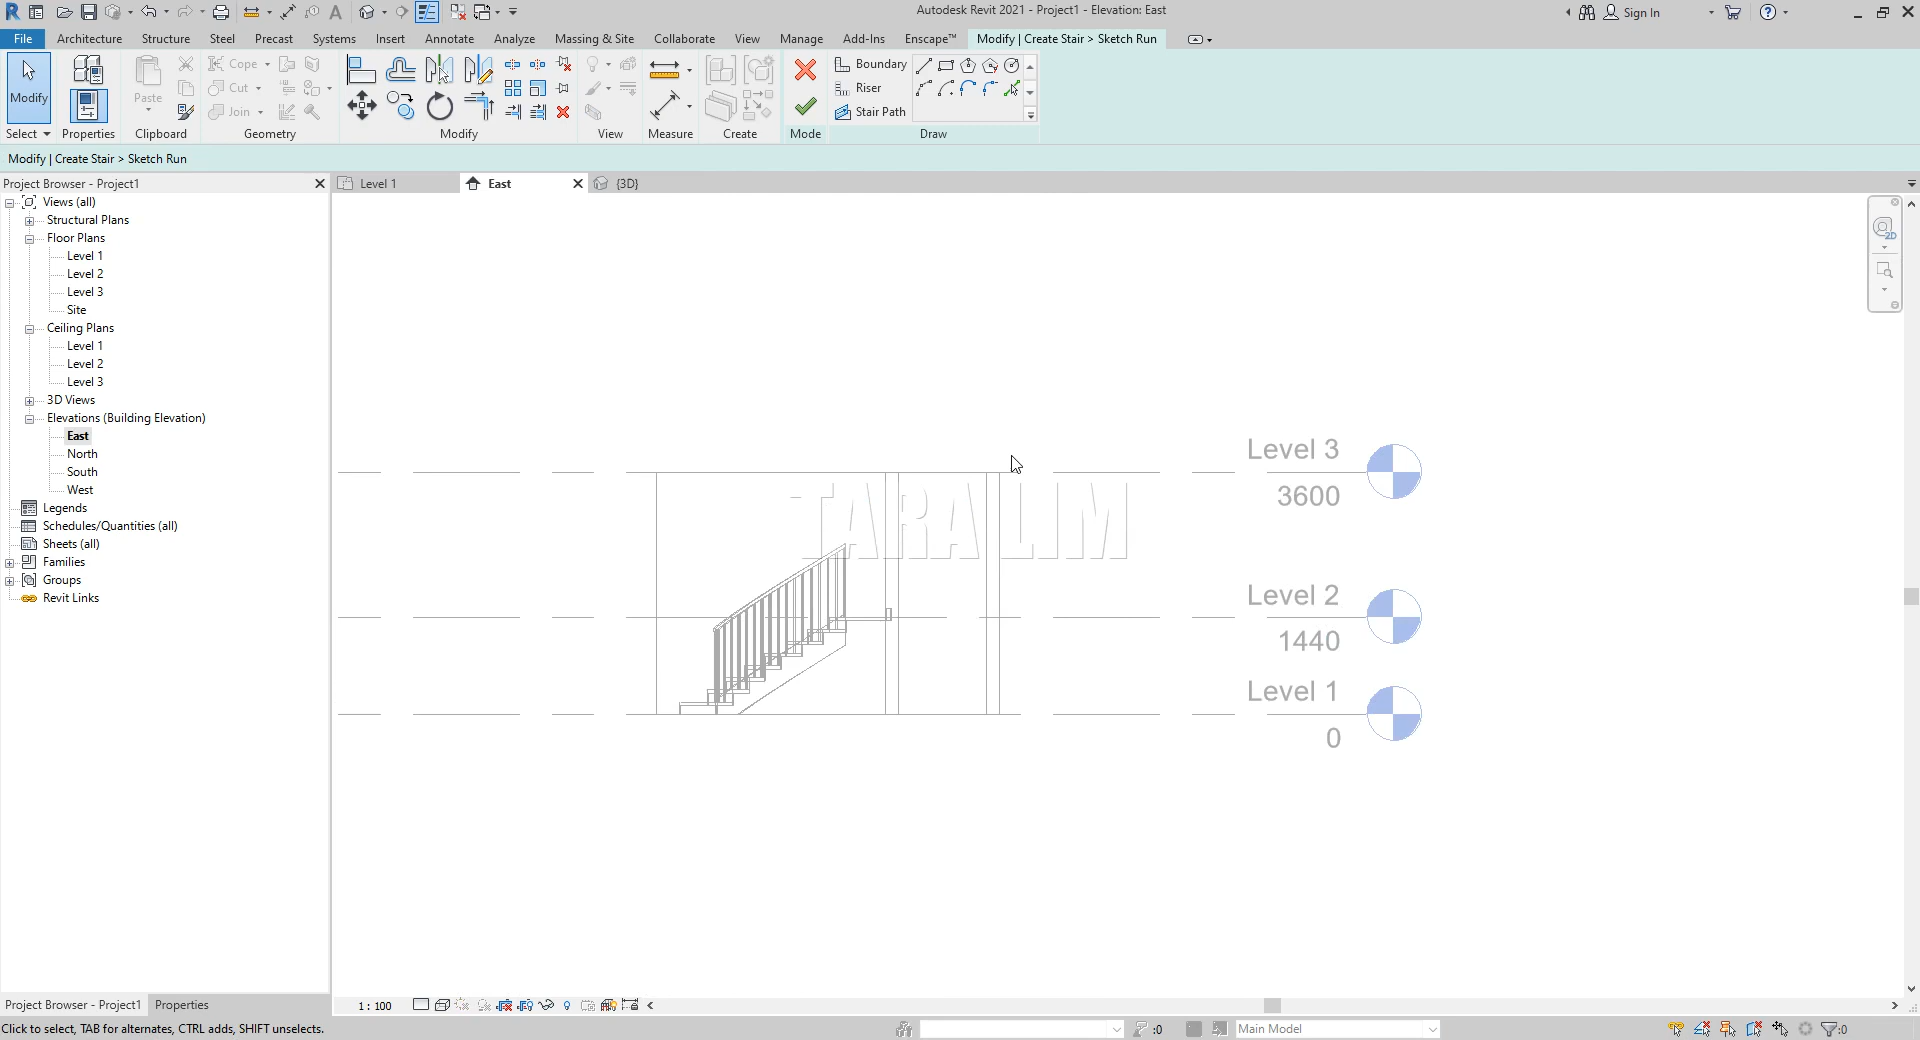 Autodesk Revit 2021 - Project1 - Elevation: East
Sign In
File
Architecture
Structure
Steel
Precast
Systems
Insert
Annotate
Analyze
Massing & Site
Collaborate
View
Manage
Add-Ins
Enscape™
Modify | Create Stair > Sketch Run
Modify
Paste
Cope
Cut
Join
Boundary
Riser
Stair Path
Select
Properties
Clipboard
Geometry
Modify
View
Measure
Create
Mode
Draw
Modify | Create Stair > Sketch Run
Project Browser - Project1
Level 1
East
{3D}
Views (all)
Structural Plans
Floor Plans
Level 1
Level 2
Level 3
Site
Ceiling Plans
Level 1
Level 2
Level 3
3D Views
Elevations (Building Elevation)
East
North
South
West
Legends
Schedules/Quantities (all)
Sheets (all)
Families
Groups
Revit Links
2D
Level 3
3600
TARA LIM
Level 2
1440
Level 1
0
Project Browser - Project1
Properties
1 : 100
Click to select, TAB for alternates, CTRL adds, SHIFT unselects.
:0
Main Model
:0